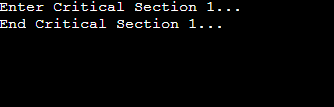 Enter Critical Section 1...
End Critical Section 1...